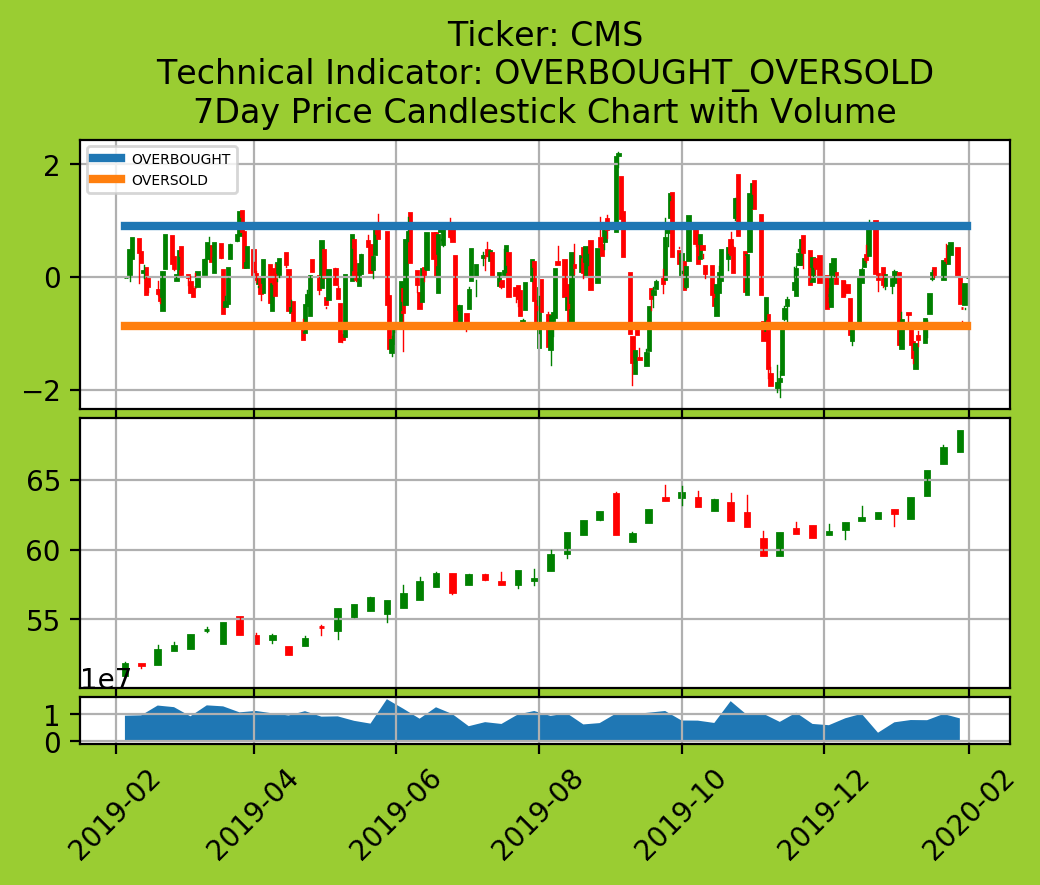 Ticker: CMS
Technical Indicator: OVERBOUGHT_OVERSOLD
7Day Price Candlestick Chart with Volume
OVERBOUGHT
OVERSOLD
2
0
−2
65
60
55
1e7
1
0
2019-02
2019-04
2019-06
2019-08
2019-10
2019-12
2020-02